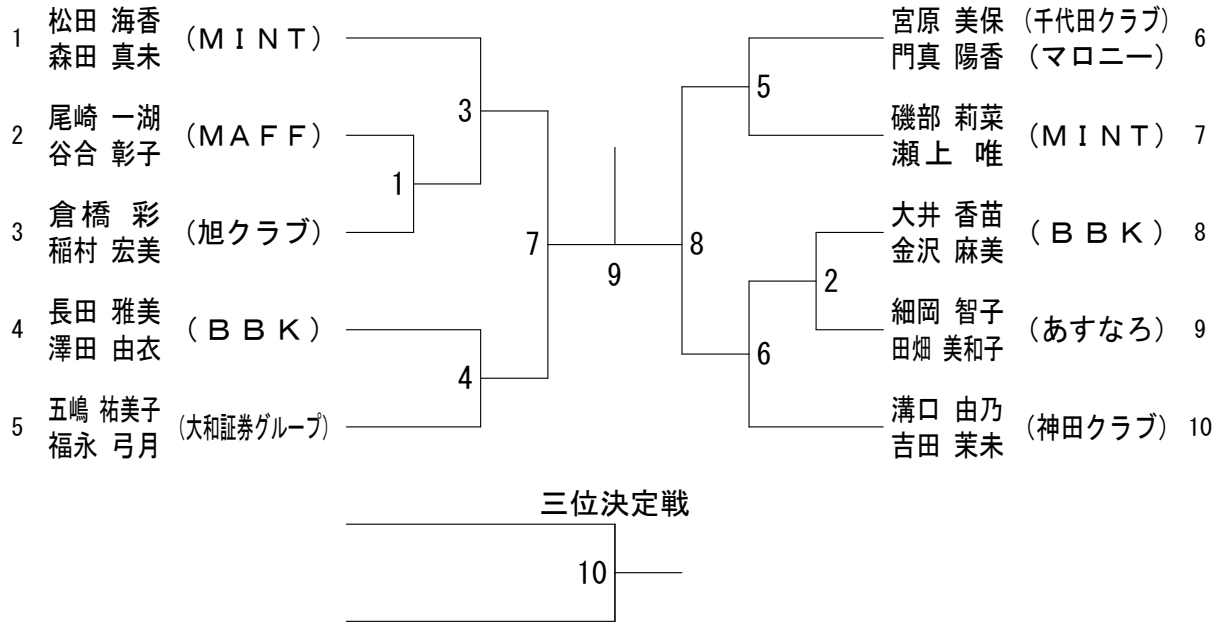 1 松田 海香 (ＭＩＮＴ)
森田 真未
2 尾崎 一湖 (ＭＡＦＦ)
谷合 彰子
3 倉橋 彩 (旭クラブ)
稲村 宏美
4 長田 雅美 (ＢＢＫ)
澤田 由衣
5 五嶋 祐美子 (大和証券グループ)
福永 弓月
3
1
7
4
9
宮原 美保 (千代田クラブ) 6
門真 陽香 (マロニー)
磯部 莉菜 (ＭＩＮＴ) 7
瀬上 唯
大井 香苗 (ＢＢＫ) 8
金沢 麻美
細岡 智子 (あすなろ) 9
田畑 美和子
溝口 由乃 (神田クラブ) 10
吉田 茉未
5
8
2
6
三位決定戦
10